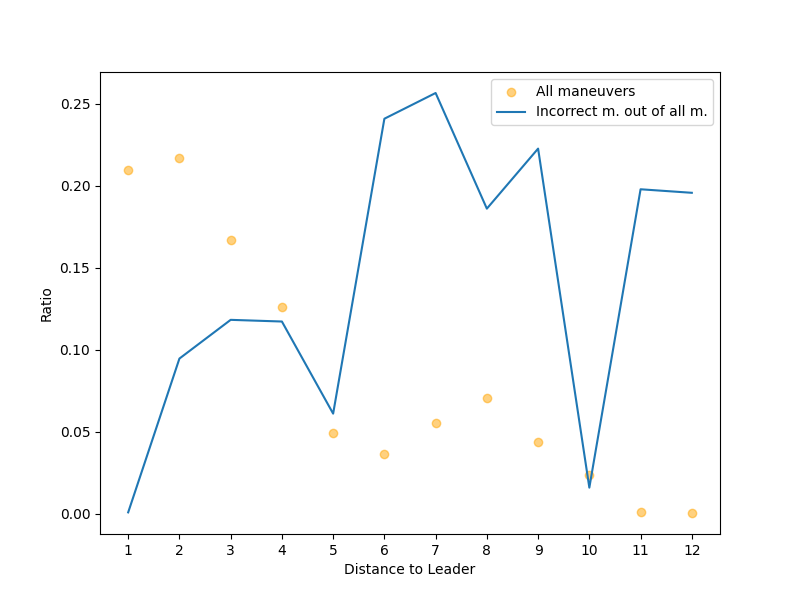 All maneuvers
Incorrect m. out of all m.
0.25
0.20
0.15
0.10
0.05
0.00
Ratio
1 2 3 4 5 6 7 8 9 10 11 12
Distance to Leader